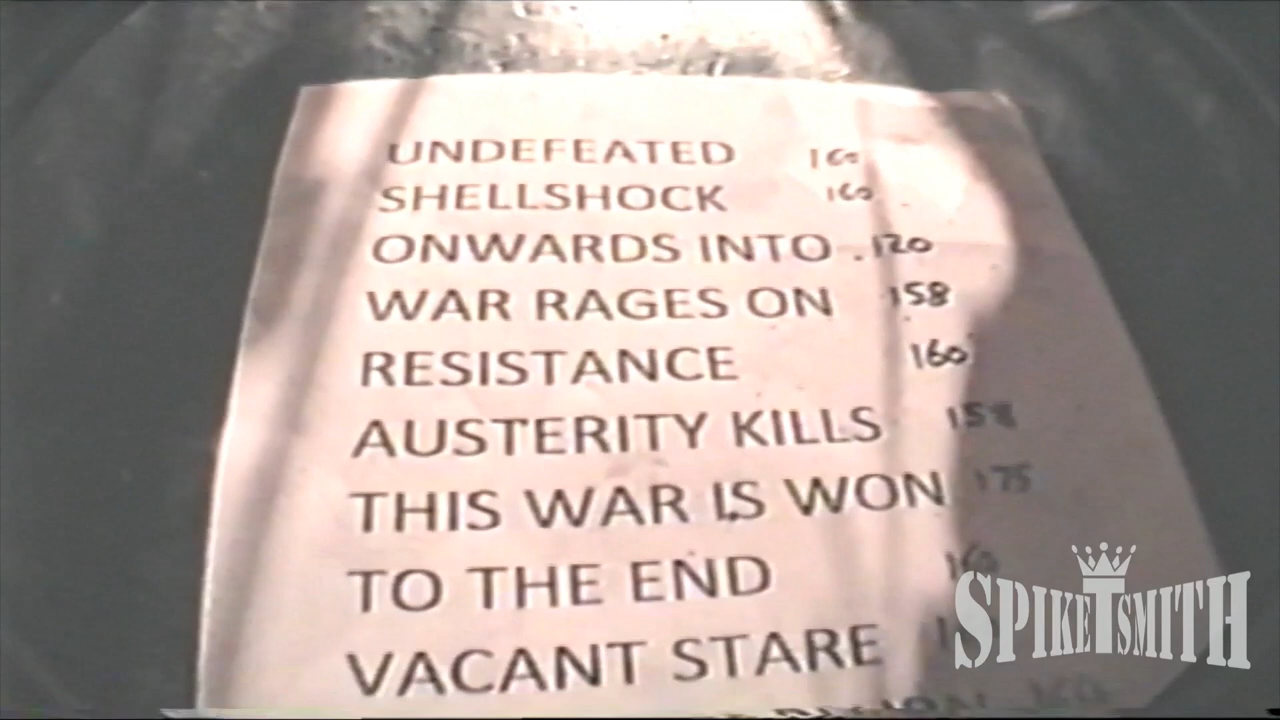 UNDEFEATED 160
SHELLSHOCK 160
ONWARDS INTO . 120
WAR RAGES ON 158
RESISTANCE 160
AUSTERITY KILLS 158
THIS WAR IS WON 175
TO THE END 160
VACANT STARE
160
SPIKE T SMITH